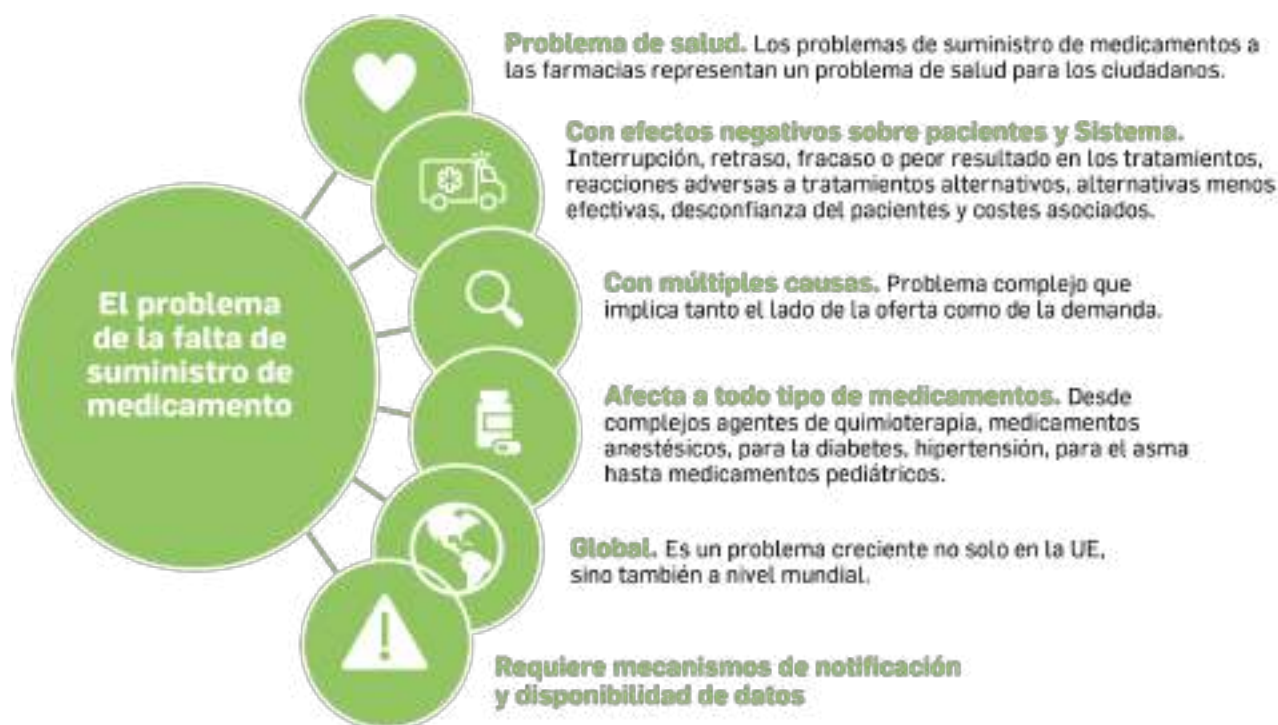 El problema
de la falta de
suministro de
medicamento
Problema de salud. Los problemas de suministro de medicamentos a
las farmacias representan un problema de salud para los ciudadanos.
Con efectos negativos sobre pacientes y Sistema.
Interrupción, retraso, fracaso o peor resultado en los tratamientos,
reacciones adversas a tratamientos alternativos, alternativas menos
efectivas, desconfianza del pacientes y costes asociados.
Con múltiples causas. Problema complejo que
implica tanto el lado de la oferta como de la demanda.
Afecta a todo tipo de medicamentos. Desde
complejos agentes de quimioterapia, medicamentos
anestésicos, para la diabetes, hipertensión, para el asma
hasta medicamentos pediátricos.
Global. Es un problema creciente no solo en la UE,
sino también a nivel mundial.
Requiere mecanismos de notificación
y disponibilidad de datos